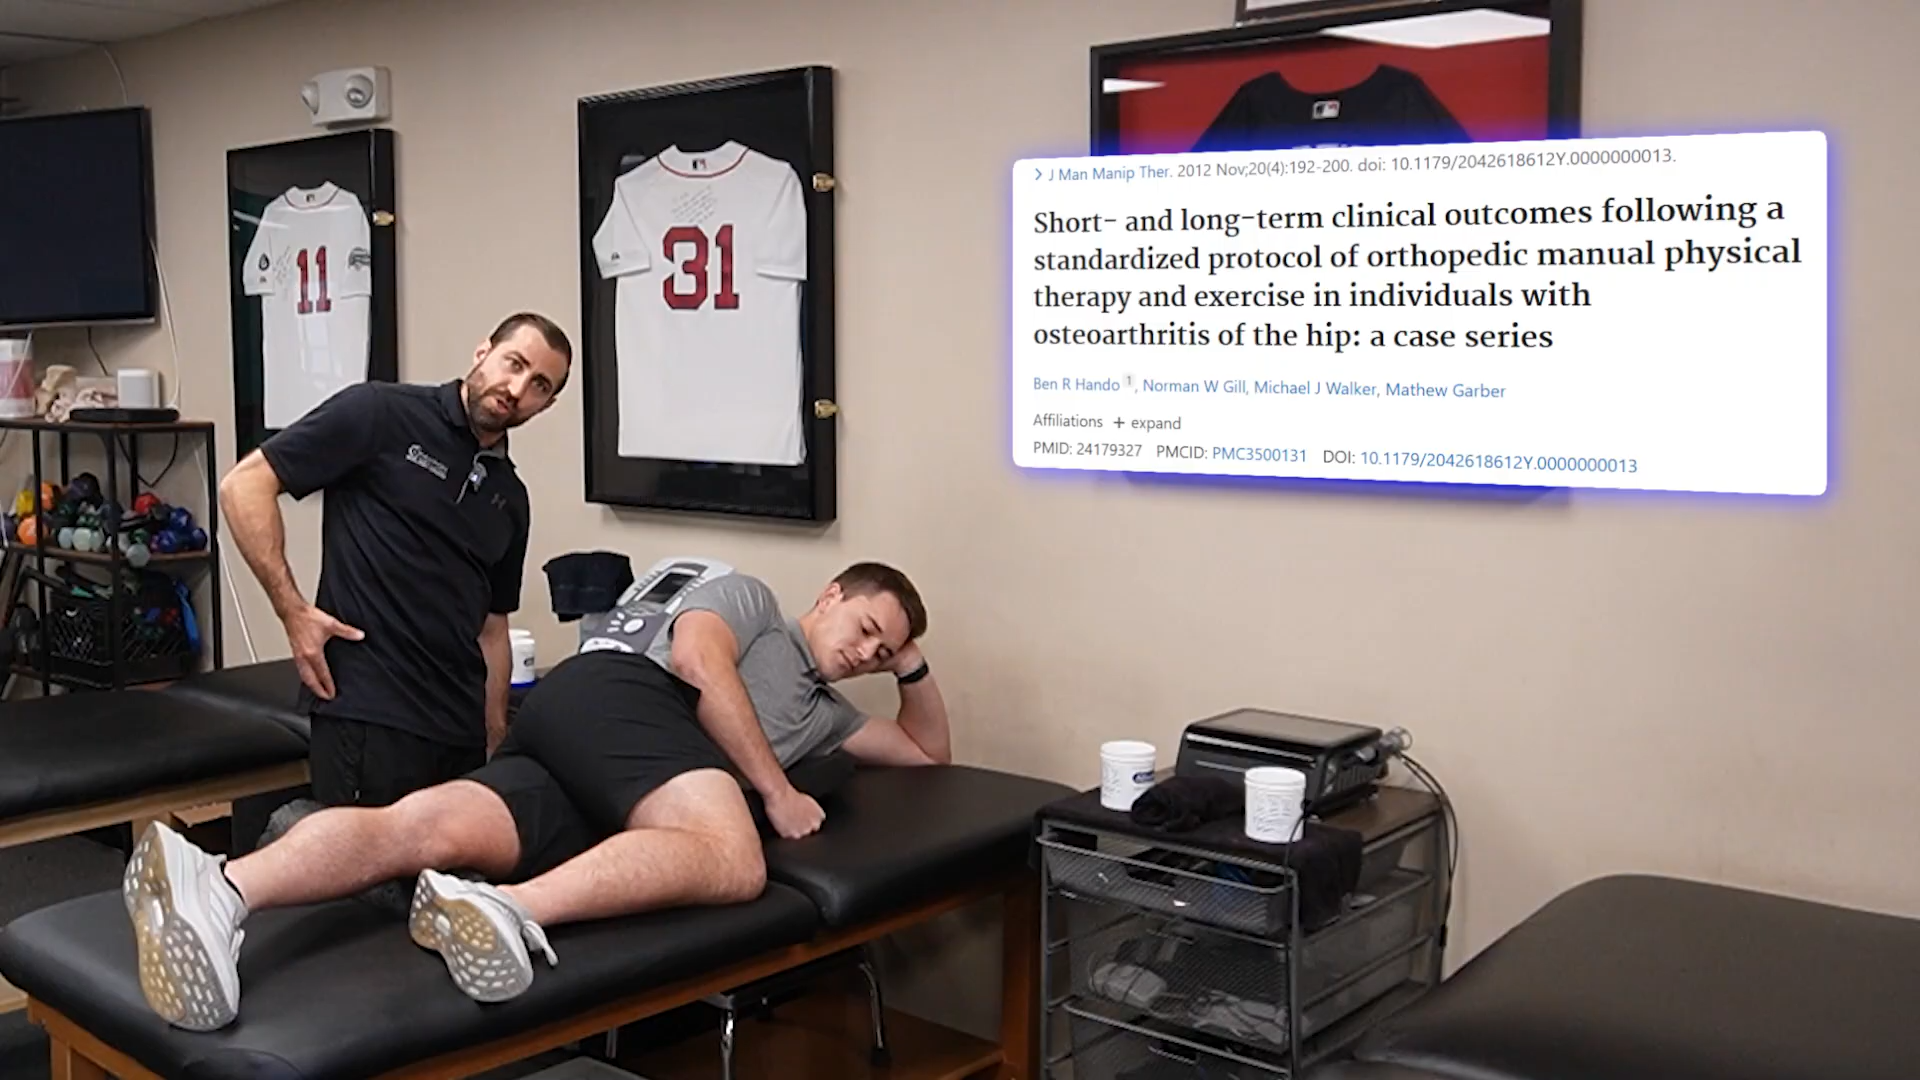 11
31
> J Man Manip Ther. 2012 Nov;20(4):192-200. doi: 10.1179/2042618612Y.0000000013.
Short- and long-term clinical outcomes following a
standardized protocol of orthopedic manual physical
therapy and exercise in individuals with
osteoarthritis of the hip: a case series
Ben R Hando 1, Norman W Gill, Michael J Walker, Mathew Garber
Affiliations + expand
PMID: 24179327 PMCID: PMC3500131 DOI: 10.1179/2042618612Y.0000000013